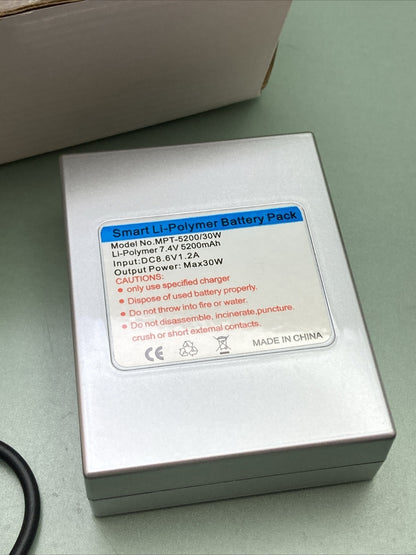 Smart Li-Polymer Battery Pack
Model No.MPT-5200/30W
Li-Polymer 7.4V 5200mAh
Input:DC8.6V1.2A
Output Power: Max30W
CAUTIONS:
• only use specified charger
• Dispose of used battery properly.
• Do not throw into fire or water.
• Do not disassemble, incinerate,puncture,
crush or short external contacts.
CE
MADE IN CHINA